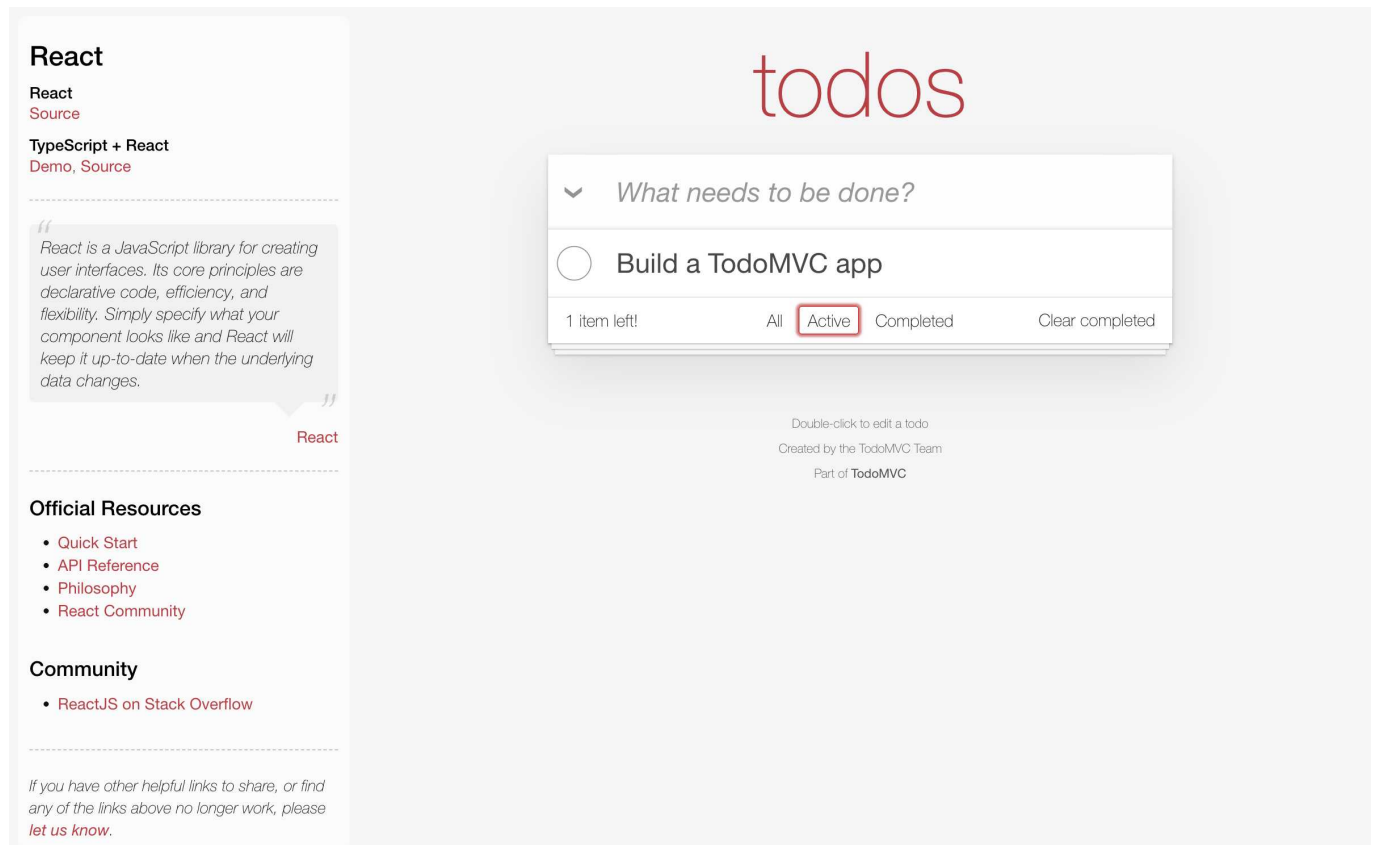 React
React
Source
TypeScript + React
Demo, Source
“
React is a JavaScript library for creating
user interfaces. Its core principles are
declarative code, efficiency, and
flexibility. Simply specify what your
component looks like and React will
keep it up-to-date when the underlying
data changes.
”
React
Official Resources
• Quick Start
• API Reference
• Philosophy
• React Community
Community
• ReactJS on Stack Overflow
If you have other helpful links to share, or find
any of the links above no longer work, please
let us know.
todos
What needs to be done?
Build a TodoMVC app
1 item left! All Active Completed Clear completed
Double-click to edit a todo
Created by the TodoMVC Team
Part of TodoMVC